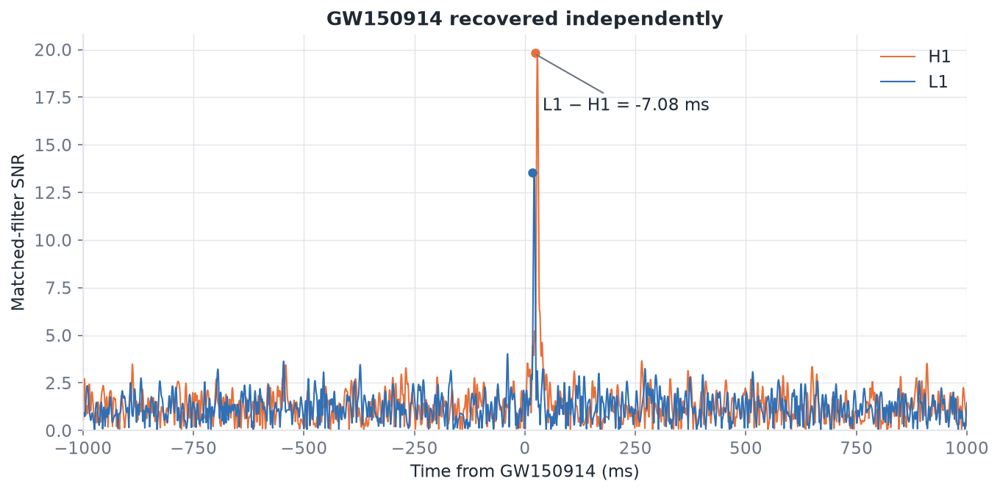 GW150914 recovered independently
H1
L1
L1 − H1 = -7.08 ms
Matched-filter SNR
20.0
17.5
15.0
12.5
10.0
7.5
5.0
2.5
0.0
−1000 −750 −500 −250 0 250 500 750 1000
Time from GW150914 (ms)